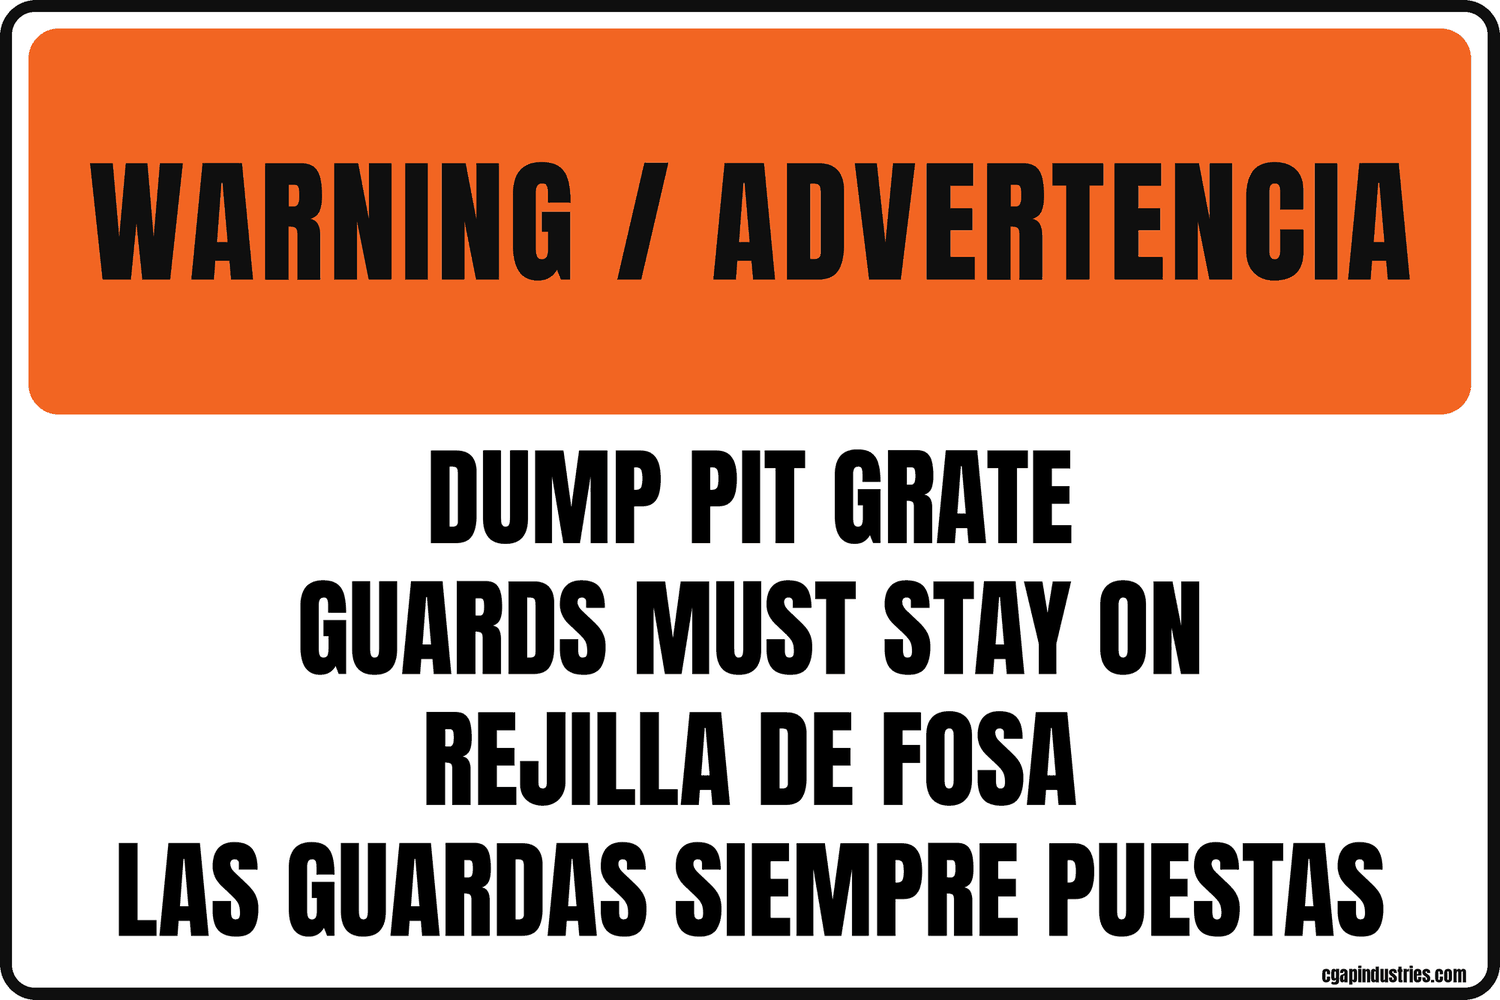 WARNING / ADVERTENCIA
DUMP PIT GRATE
GUARDS MUST STAY ON
REJILLA DE FOSA
LAS GUARDAS SIEMPRE PUESTAS
cgapindustries.com